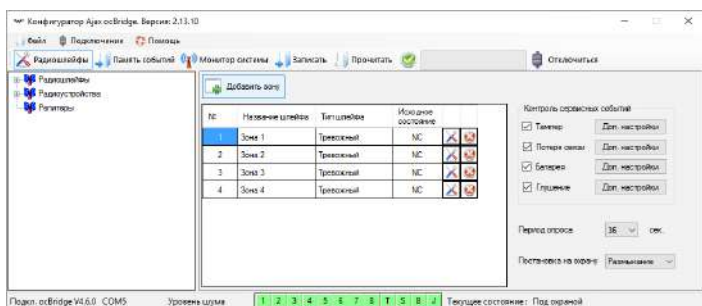 Конфигуратор Ajax ocBridge. Версия: 2.13.10
Файл Подключение Помощь
Радиошлейфы Память событий Монитор системы Записать Прочитать Отключиться
Радиошлейфы
Радиоустройства
Репитеры
Добавить зону
№ Название шлейфа Тип шлейфа Исходное состояние
1 Зона 1 Тревожный NC
2 Зона 2 Тревожный NC
3 Зона 3 Тревожный NC
4 Зона 4 Тревожный NC
Контроль сервисных событий
Тампер Доп. настройки
Потеря связи Доп. настройки
Батарея Доп. настройки
Глушение Доп. настройки
Период опроса 36 сек.
Постановка на охрану Размыкание
Подкл. ocBridge V4.6.0 COM5 Уровень шума 1 2 3 4 5 6 7 8 T S B J Текущее состояние: Под охраной